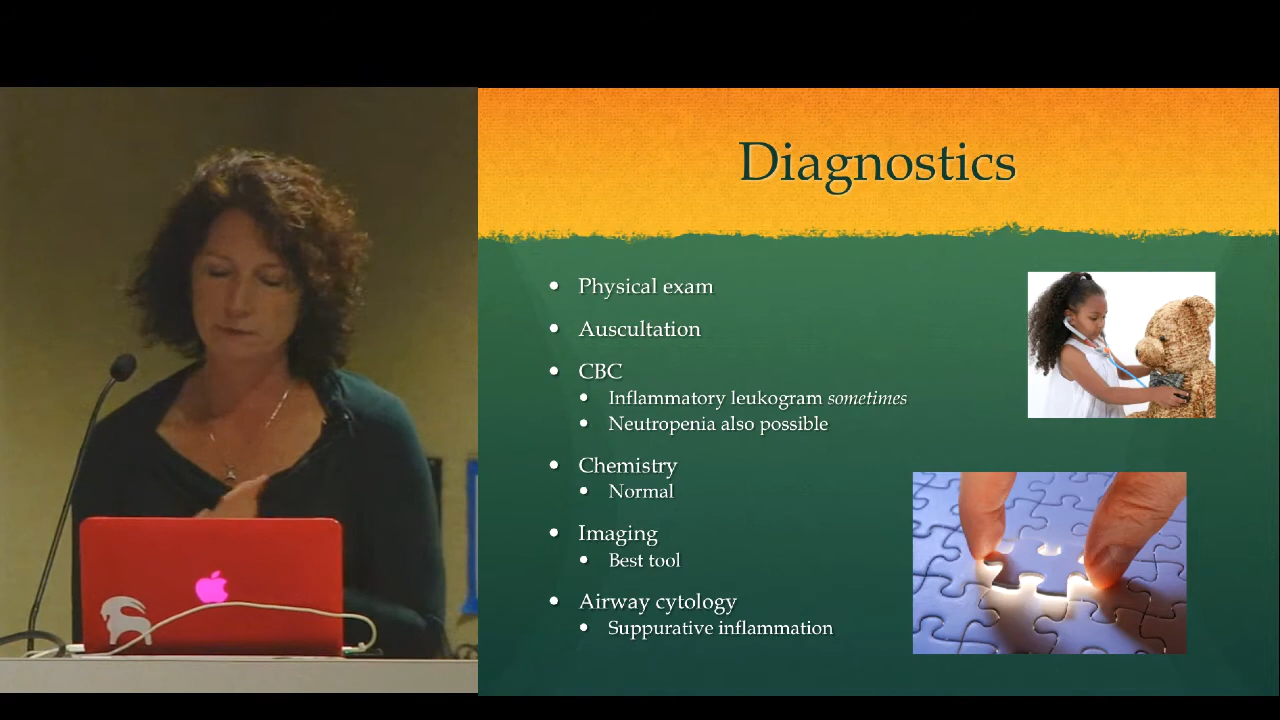 Diagnostics
Physical exam
Auscultation
CBC
Inflammatory leukogram sometimes
Neutropenia also possible
Chemistry
Normal
Imaging
Best tool
Airway cytology
Suppurative inflammation